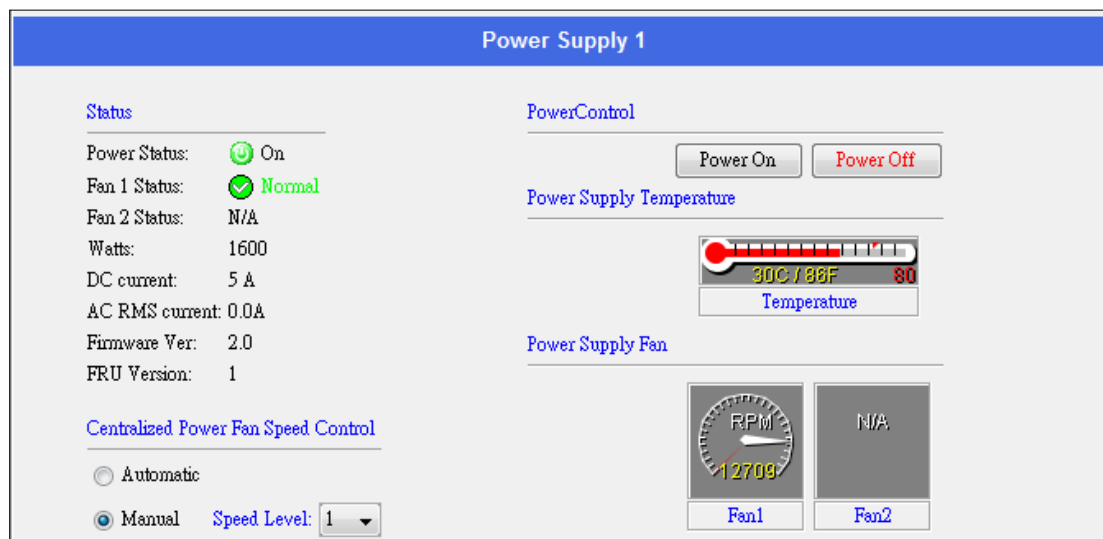 Power Supply 1
Status
Power Status: On
Fan 1 Status: Normal
Fan 2 Status: N/A
Watts: 1600
DC current: 5 A
AC RMS current: 0.0A
Firmware Ver: 2.0
FRU Version: 1
Centralized Power Fan Speed Control
Automatic
Manual Speed Level: 1
PowerControl
Power On Power Off
Power Supply Temperature
30C / 86F 80
Temperature
Power Supply Fan
RPM N/A
12709
Fan1 Fan2